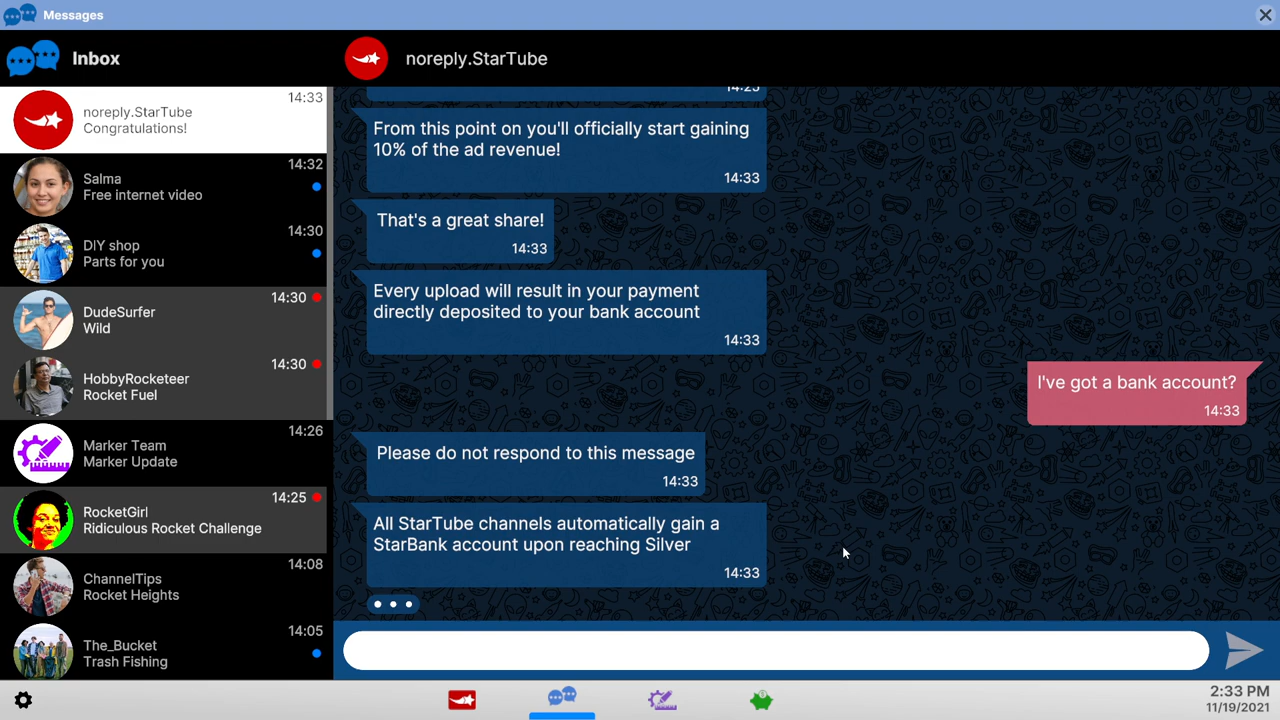 Messages
Inbox
noreply.StarTube
14:33
noreply.StarTube
Congratulations!
14:32
Salma
Free internet video
14:30
DIY shop
Parts for you
14:30
DudeSurfer
Wild
14:30
HobbyRocketeer
Rocket Fuel
14:26
Marker Team
Marker Update
14:25
RocketGirl
Ridiculous Rocket Challenge
14:08
ChannelTips
Rocket Heights
14:05
The_Bucket
Trash Fishing
14:25
From this point on you'll officially start gaining
10% of the ad revenue!
14:33
That's a great share!
14:33
Every upload will result in your payment
directly deposited to your bank account
14:33
I've got a bank account?
14:33
Please do not respond to this message
14:33
All StarTube channels automatically gain a
StarBank account upon reaching Silver
14:33
2:33 PM
11/19/2021